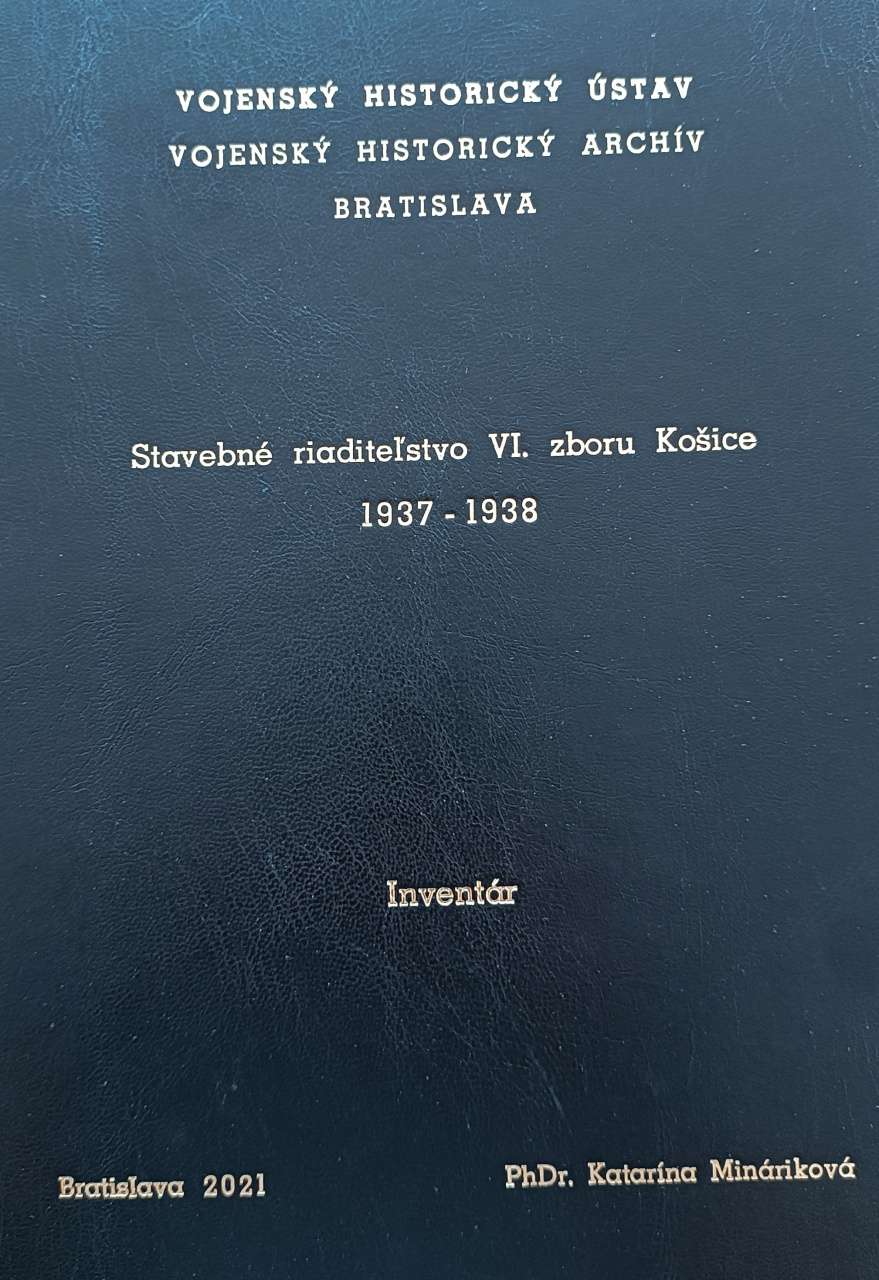 VOJENSKÝ HISTORICKÝ ÚSTAV
VOJENSKÝ HISTORICKÝ ARCHÍV
BRATISLAVA
Stavebné riaditeľstvo VI. zboru Košice
1937 - 1938
Inventár
Bratislava 2021
PhDr. Katarína Mináriková